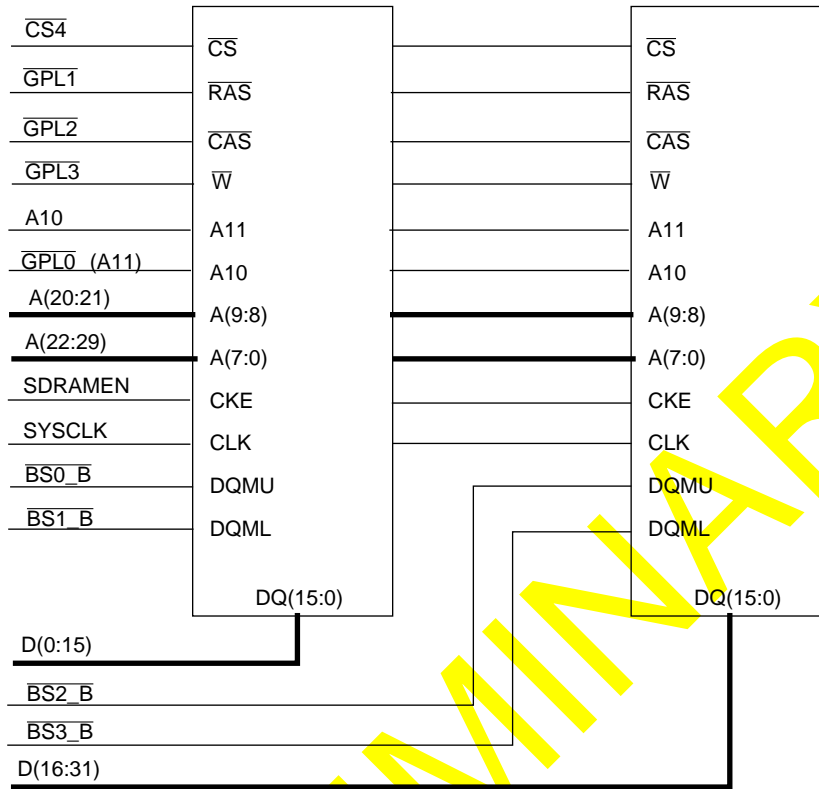 CS4 CS CS
GPL1 RAS RAS
GPL2 CAS CAS
GPL3 W W
A10 A11 A11
GPL0 (A11) A10 A10
A(20:21) A(9:8) A(9:8)
A(22:29) A(7:0) A(7:0)
SDRAMEN CKE CKE
SYSCLK CLK CLK
BS0_B DQMU DQMU
BS1_B DQML DQML
DQ(15:0) DQ(15:0)
D(0:15)
BS2_B
BS3_B
D(16:31)
MINAR